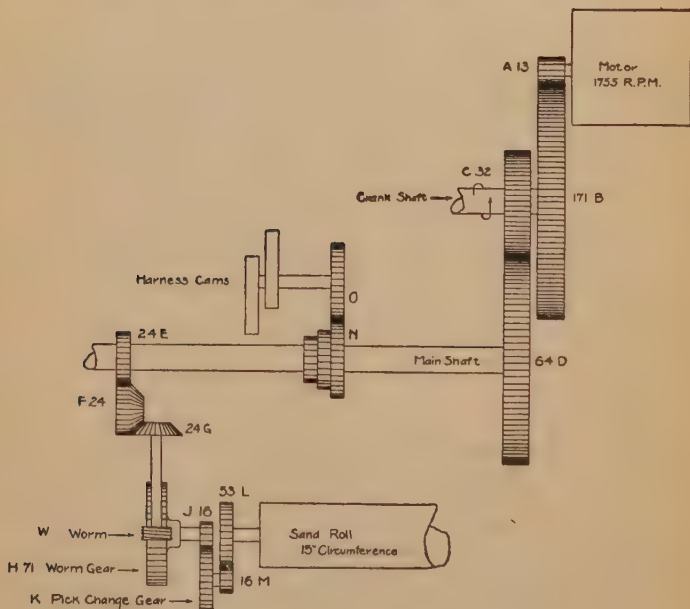 A 13
Motor
1755 R.P.M.
C 32
Crank Shaft
171 B
Harness Cams
O
N
24 E
Main Shaft
64 D
F 24
24 G
53 L
J 16
W Worm
Sand Roll
15" Circumference
H 71 Worm Gear
16 M
K Pick Change Gear